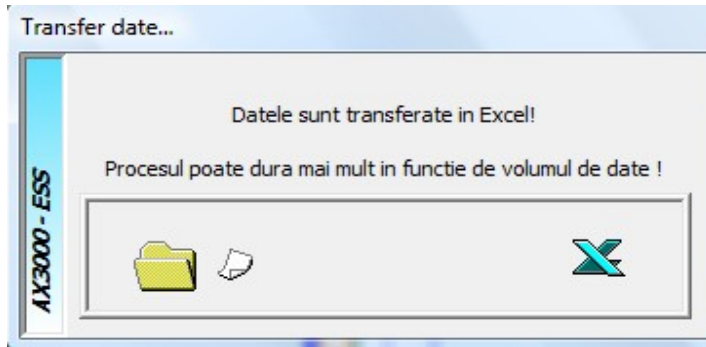 Transfer date...
Datele sunt transferate in Excel!
Procesul poate dura mai mult in functie de volumul de date !
AX3000 - ESS